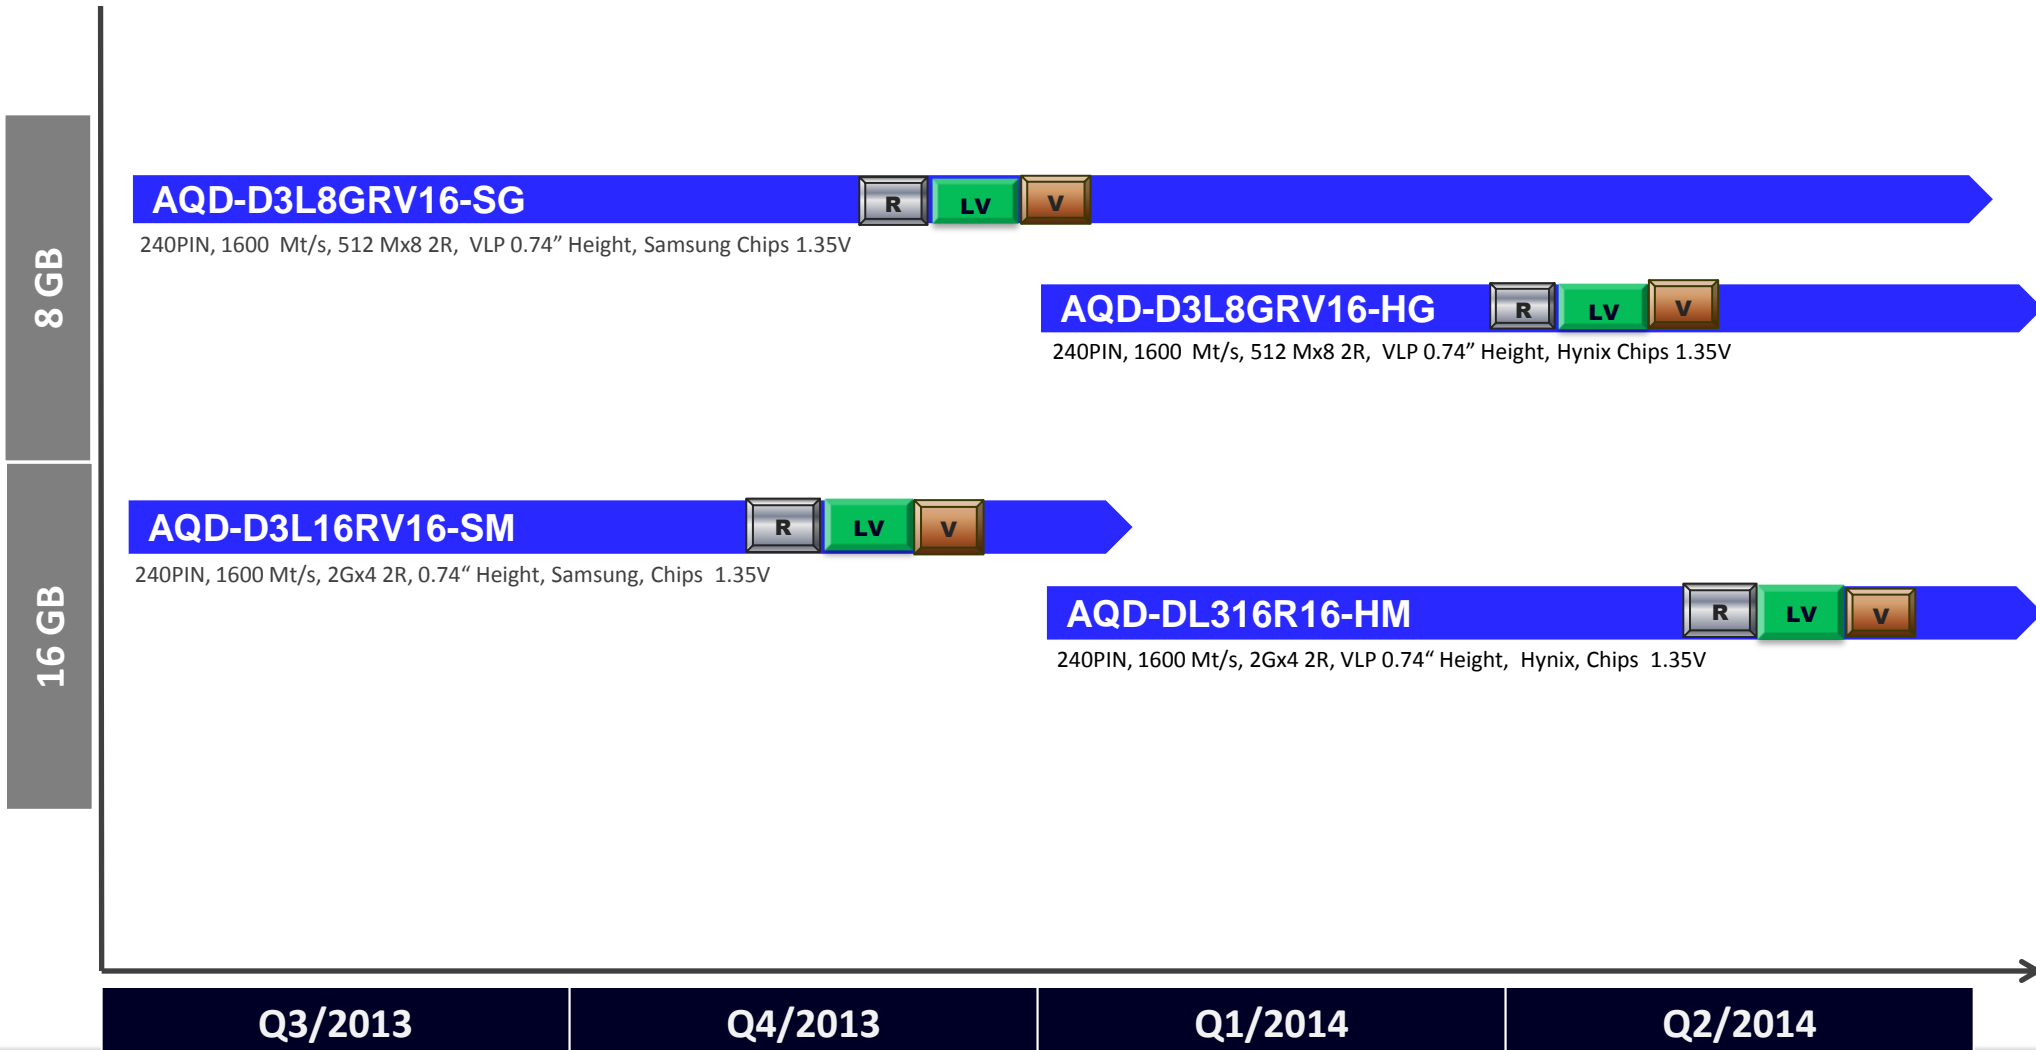 8 GB
AQD-D3L8GRV16-SG R LV V
240PIN, 1600 Mt/s, 512 Mx8 2R, VLP 0.74” Height, Samsung Chips 1.35V
AQD-D3L8GRV16-HG R LV V
240PIN, 1600 Mt/s, 512 Mx8 2R, VLP 0.74” Height, Hynix Chips 1.35V
16 GB
AQD-D3L16RV16-SM R LV V
240PIN, 1600 Mt/s, 2Gx4 2R, 0.74“ Height, Samsung, Chips 1.35V
AQD-DL316R16-HM R LV V
240PIN, 1600 Mt/s, 2Gx4 2R, VLP 0.74“ Height, Hynix, Chips 1.35V
Q3/2013 Q4/2013 Q1/2014 Q2/2014